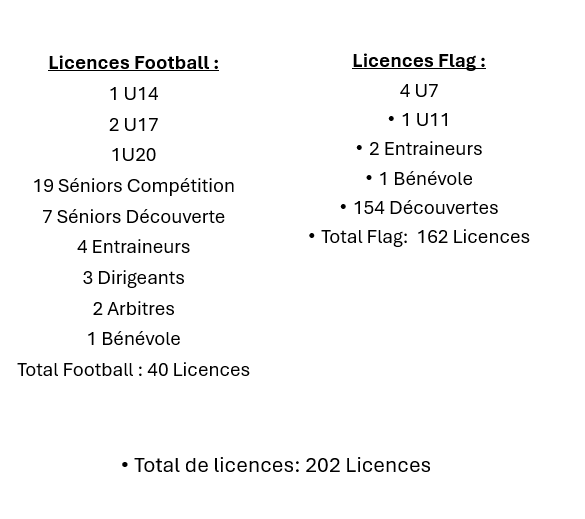 Licences Football :
1 U14
2 U17
1U20
19 Séniors Compétition
7 Séniors Découverte
4 Entraineurs
3 Dirigeants
2 Arbitres
1 Bénévole
Total Football : 40 Licences
Licences Flag :
4 U7
• 1 U11
• 2 Entraineurs
• 1 Bénévole
• 154 Découvertes
• Total Flag:  162 Licences
• Total de licences: 202 Licences